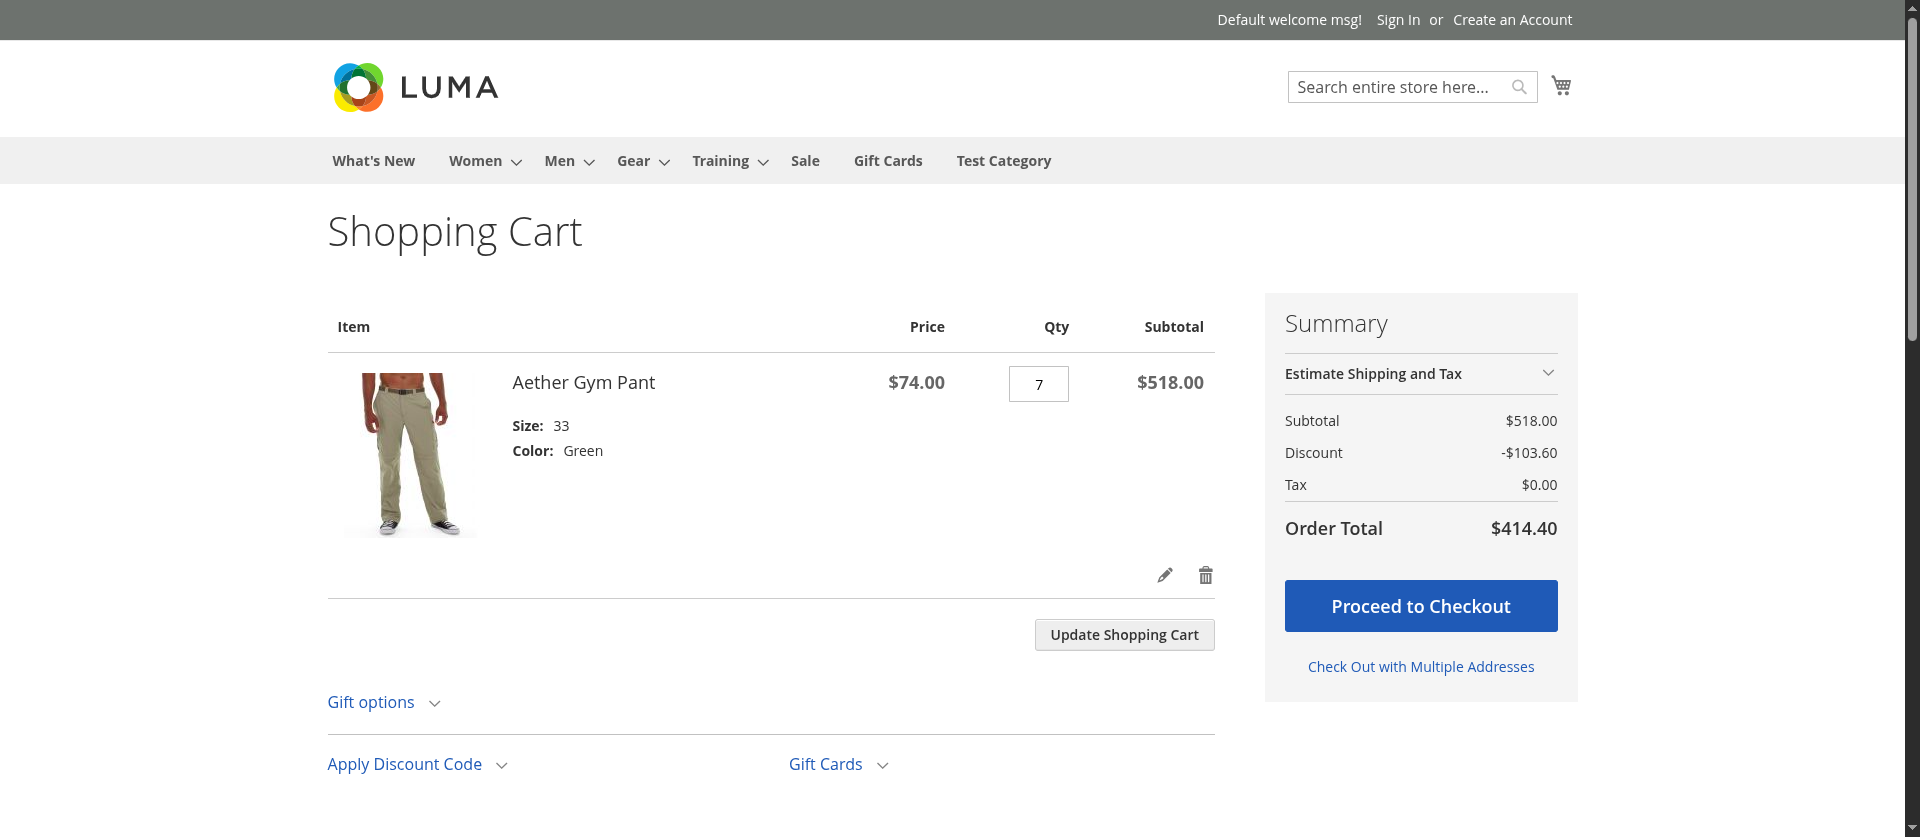 Default welcome msg! Sign In or Create an Account
LUMA
Search entire store here...
What's New Women Men Gear Training Sale Gift Cards Test Category
Shopping Cart
Item Price Qty Subtotal
Aether Gym Pant $74.00 7 $518.00
Size: 33
Color: Green
Update Shopping Cart
Gift options
Apply Discount Code Gift Cards
Summary
Estimate Shipping and Tax
Subtotal $518.00
Discount -$103.60
Tax $0.00
Order Total $414.40
Proceed to Checkout
Check Out with Multiple Addresses